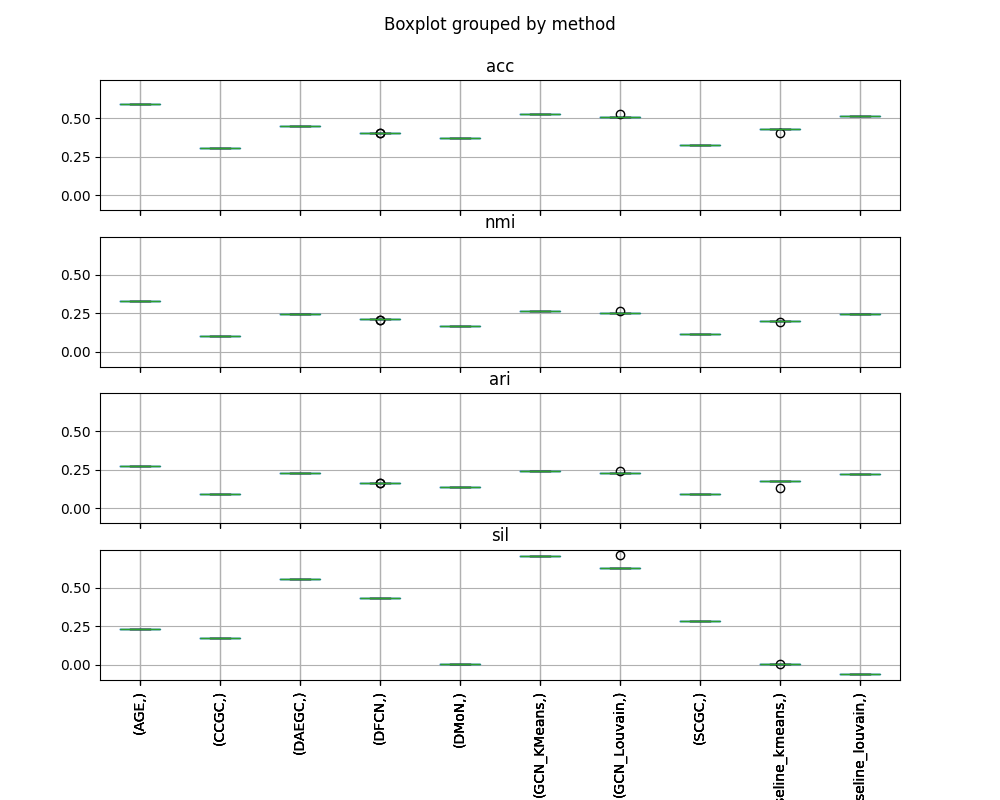 Boxplot grouped by method
acc
0.50
0.25
0.00
nmi
0.50
0.25
0.00
ari
0.50
0.25
0.00
sil
0.50
0.25
0.00
(AGE,)
(CCGC,)
(DAEGC,)
(DFCN,)
(DMoN,)
(GCN_KMeans,)
(GCN_Louvain,)
(SCGC,)
seline_kmeans,)
seline_louvain,)